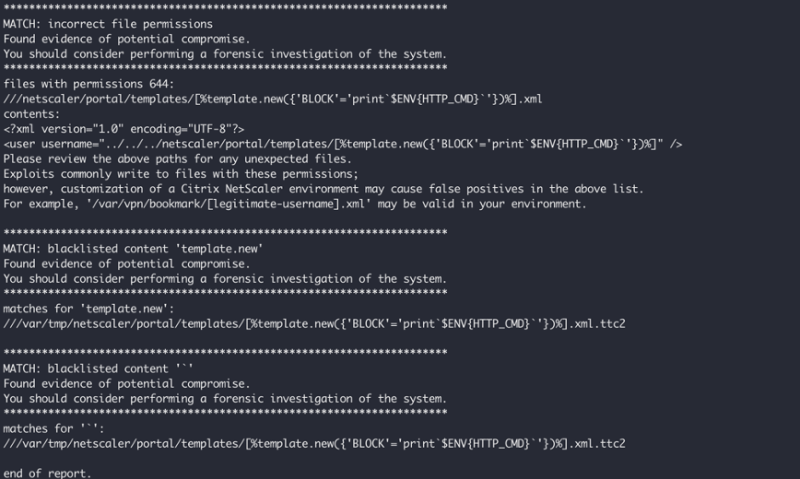 **********************************************************************
MATCH: incorrect file permissions
Found evidence of potential compromise.
You should consider performing a forensic investigation of the system.
**********************************************************************
files with permissions 644:
///netscaler/portal/templates/[%template.new({'BLOCK'='print`$ENV{HTTP_CMD}`'})%].xml
contents:
<?xml version="1.0" encoding="UTF-8"?>
<user username="../../../netscaler/portal/templates/[%template.new({'BLOCK'='print`$ENV{HTTP_CMD}`'})%]" />
Please review the above paths for any unexpected files.
Exploits commonly write to files with these permissions;
however, customization of a Citrix NetScaler environment may cause false positives in the above list.
For example, '/var/vpn/bookmark/[legitimate-username].xml' may be valid in your environment.
**********************************************************************
MATCH: blacklisted content 'template.new'
Found evidence of potential compromise.
You should consider performing a forensic investigation of the system.
**********************************************************************
matches for 'template.new':
///var/tmp/netscaler/portal/templates/[%template.new({'BLOCK'='print`$ENV{HTTP_CMD}`'})%].xml.ttc2
**********************************************************************
MATCH: blacklisted content '`'
Found evidence of potential compromise.
You should consider performing a forensic investigation of the system.
**********************************************************************
matches for '`':
///var/tmp/netscaler/portal/templates/[%template.new({'BLOCK'='print`$ENV{HTTP_CMD}`'})%].xml.ttc2
end of report.